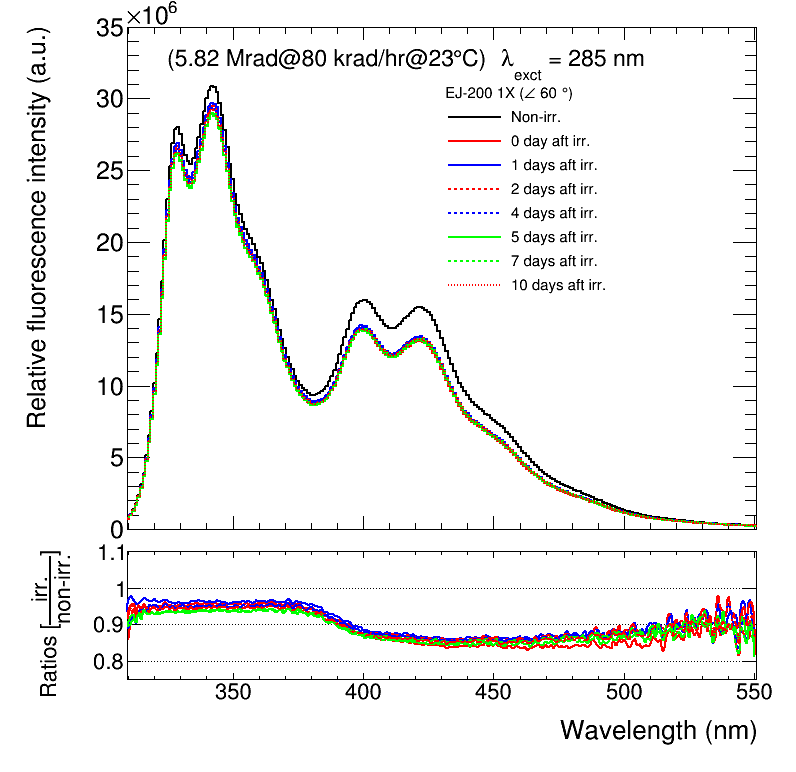 ×10⁶
35
30
25
20
15
10
5
0
Relative fluorescence intensity (a.u.)
(5.82 Mrad@80 krad/hr@23°C) λexct = 285 nm
EJ-200 1X (∠ 60 °)
Non-irr.
0 day aft irr.
1 days aft irr.
2 days aft irr.
4 days aft irr.
5 days aft irr.
7 days aft irr.
10 days aft irr.
1.1
1
0.9
0.8
Ratios [irr./non-irr.]
350 400 450 500 550
Wavelength (nm)